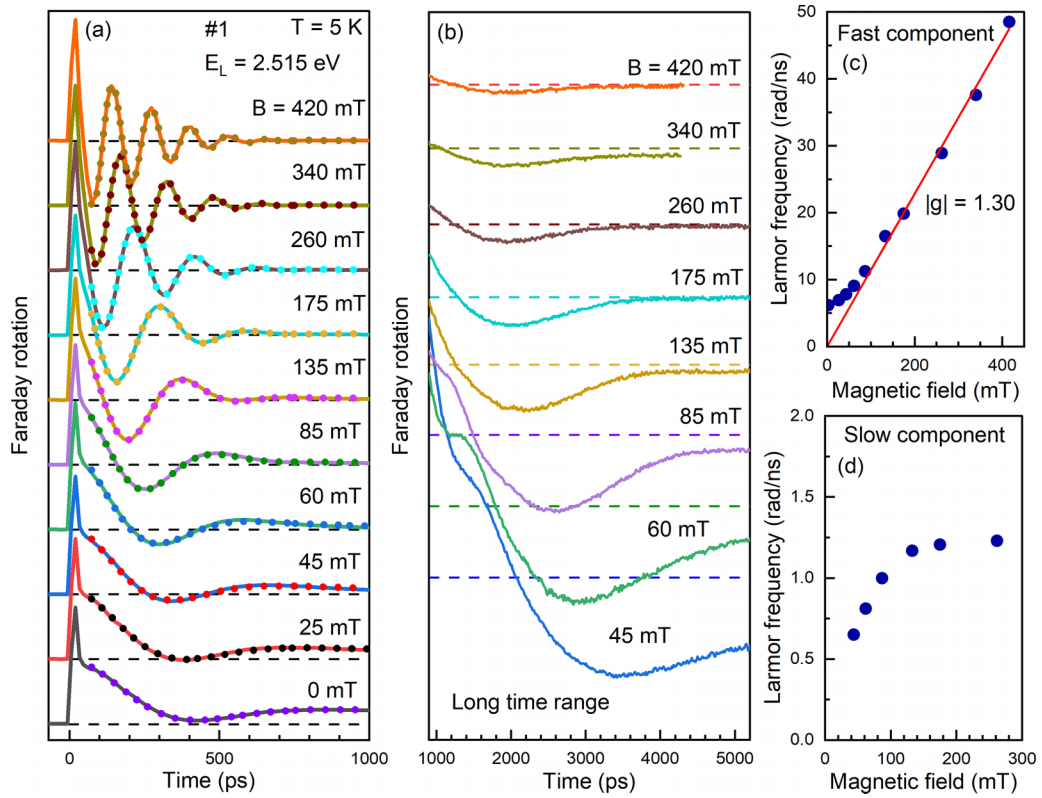 (a)
#1
T = 5 K
E_L = 2.515 eV
B = 420 mT
340 mT
260 mT
175 mT
135 mT
85 mT
60 mT
45 mT
25 mT
0 mT
Faraday rotation
0
500
1000
Time (ps)
(b)
B = 420 mT
340 mT
260 mT
175 mT
135 mT
85 mT
60 mT
45 mT
Long time range
Faraday rotation
1000
2000
3000
4000
5000
Time (ps)
(c)
Fast component
|g| = 1.30
Larmor frequency (rad/ns)
50
40
30
20
10
0
0
200
400
Magnetic field (mT)
(d)
Slow component
Larmor frequency (rad/ns)
2.0
1.5
1.0
0.5
0.0
0
100
200
300
Magnetic field (mT)